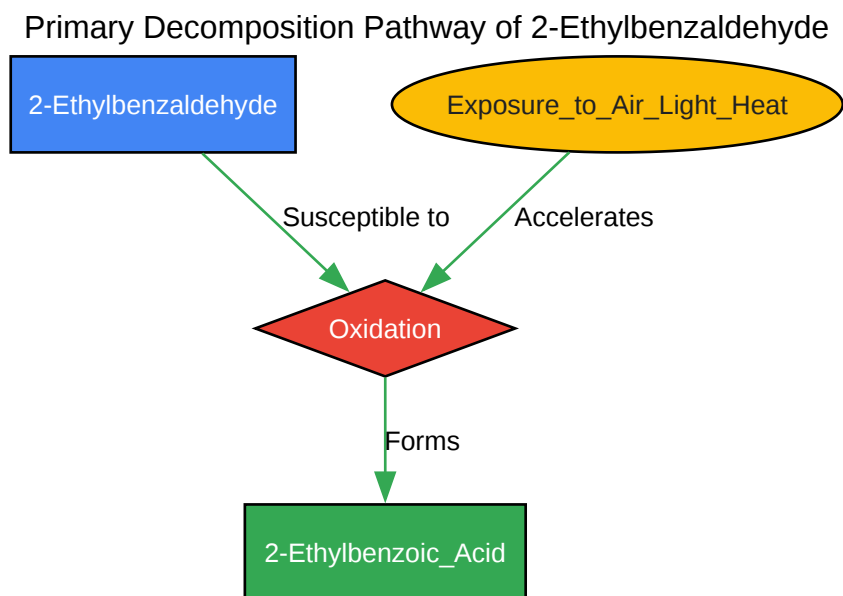 Primary Decomposition Pathway of 2-Ethylbenzaldehyde
2-Ethylbenzaldehyde
Exposure_to_Air_Light_Heat
Susceptible to
Accelerates
Oxidation
Forms
2-Ethylbenzoic_Acid